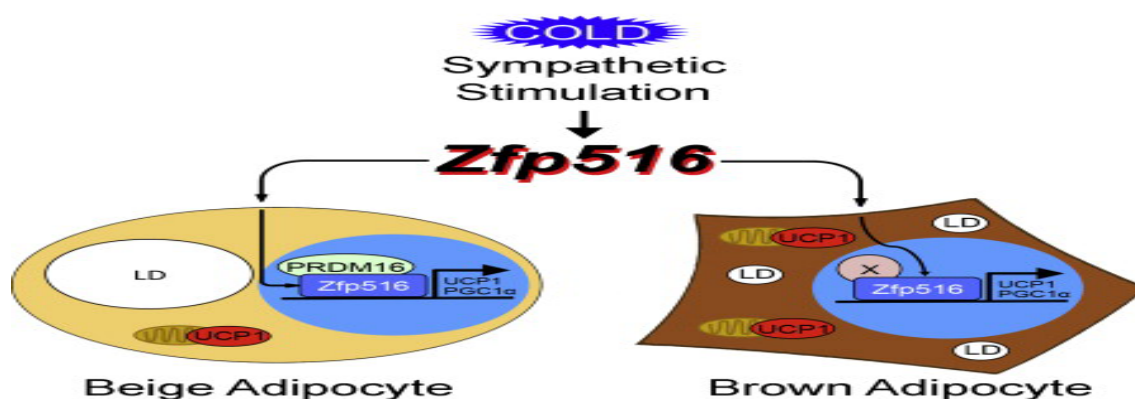 COLD
Sympathetic
Stimulation
Zfp516
LD
PRDM16
Zfp516
UCP1
PGC1α
UCP1
Beige Adipocyte
UCP1
LD
LD
X
Zfp516
UCP1
PGC1α
UCP1
LD
Brown Adipocyte